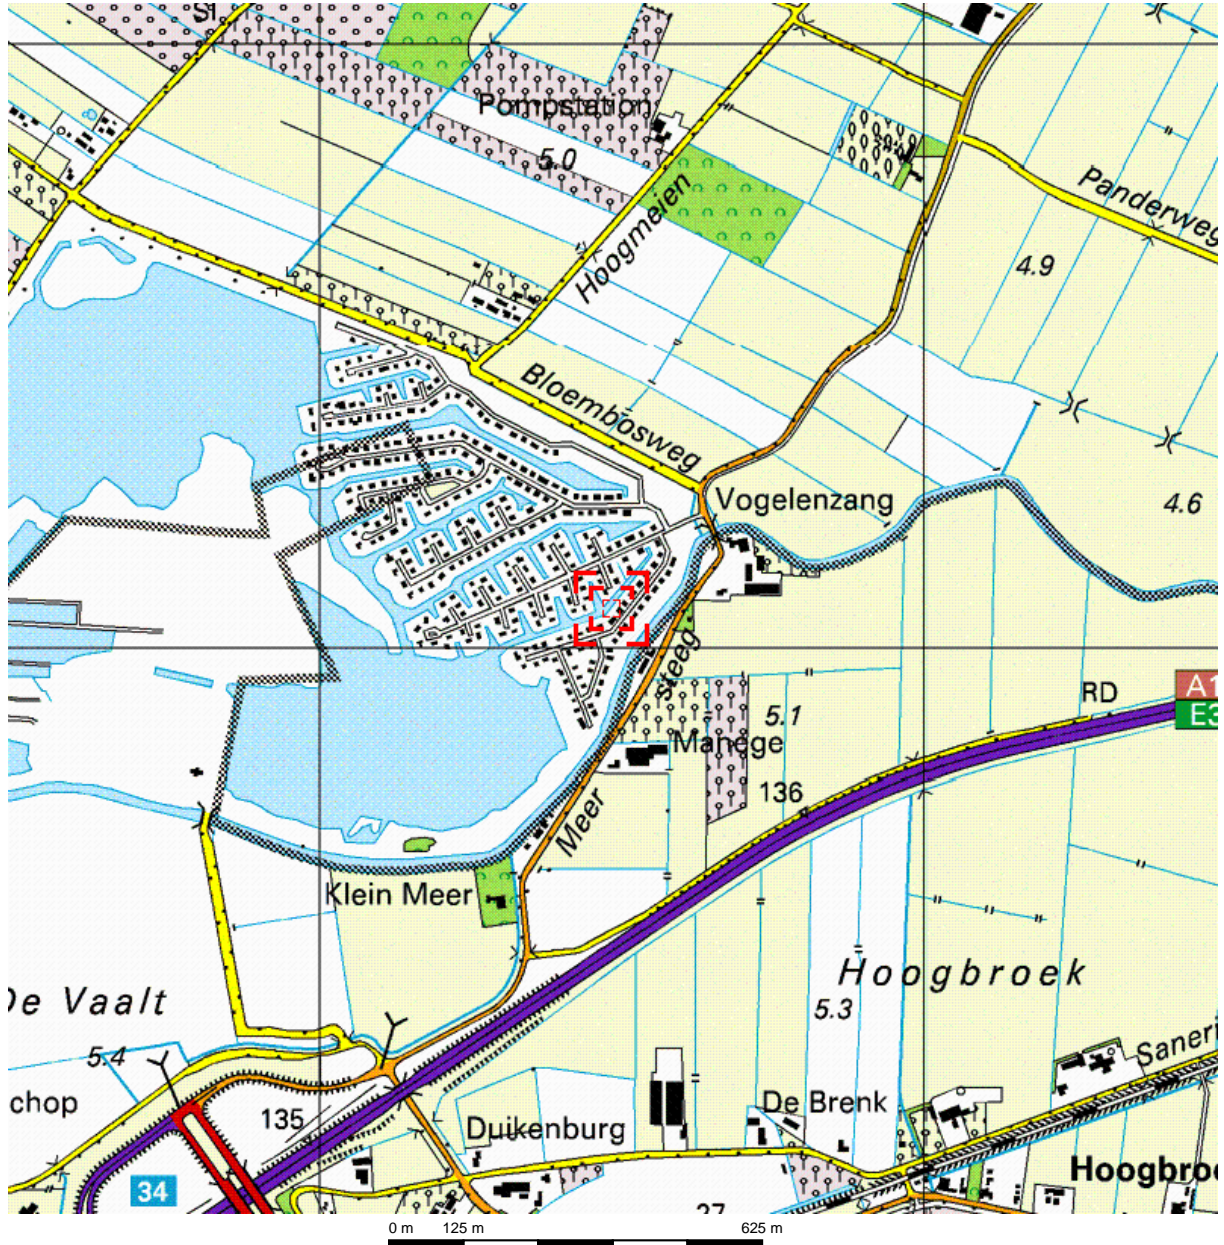 Pompstation
5.0
Hoogmeien
Panderweg
4.9
Bloembosweg
Vogelenzang
4.6
steeg
RD
A1
E3
5.1
Manege
136
Meer
Klein Meer
Hoogbroek
De Vaalt
5.3
5.4
Saneri
chop
135
De Brenk
Duikenburg
Hoogbroe
34
27
0 m 125 m 625 m